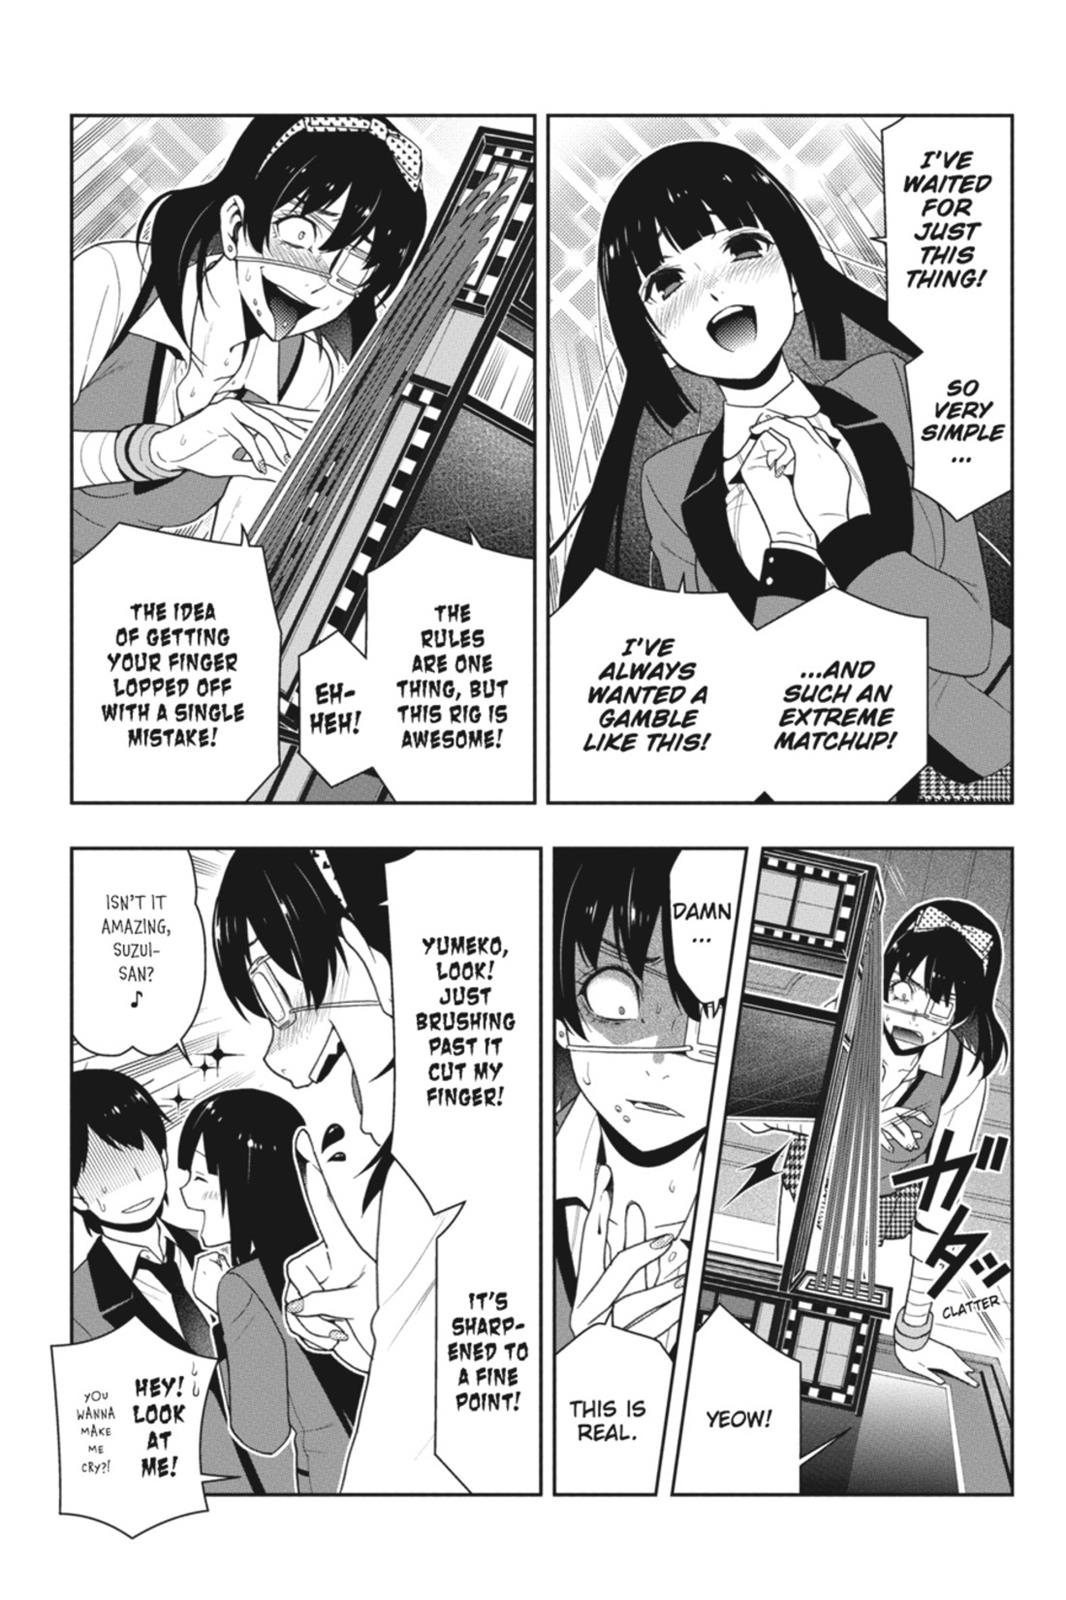 I'VE
WAITED
FOR
JUST
THIS
THING!
SO
VERY
SIMPLE
...
...AND
SUCH AN
EXTREME
MATCHUP!
I'VE
ALWAYS
WANTED A
GAMBLE
LIKE THIS!
THE
RULES
ARE ONE
THING, BUT
THIS RIG IS
AWESOME!
EH-
HEH!
THE IDEA
OF GETTING
YOUR FINGER
LOPPED OFF
WITH A SINGLE
MISTAKE!
ガタッ
CLATTER
YEOW!
DAMN
...
THIS IS
REAL.
YUMEKO,
LOOK!
JUST
BRUSHING
PAST IT
CUT MY
FINGER!
IT'S
SHARP-
ENED TO
A FINE
POINT!
ISN'T IT
AMAZING,
SUZUI-
SAN?
♪
HEY!
LOOK
AT
ME!
YOU
WANNA
MAKE
ME
CRY?!